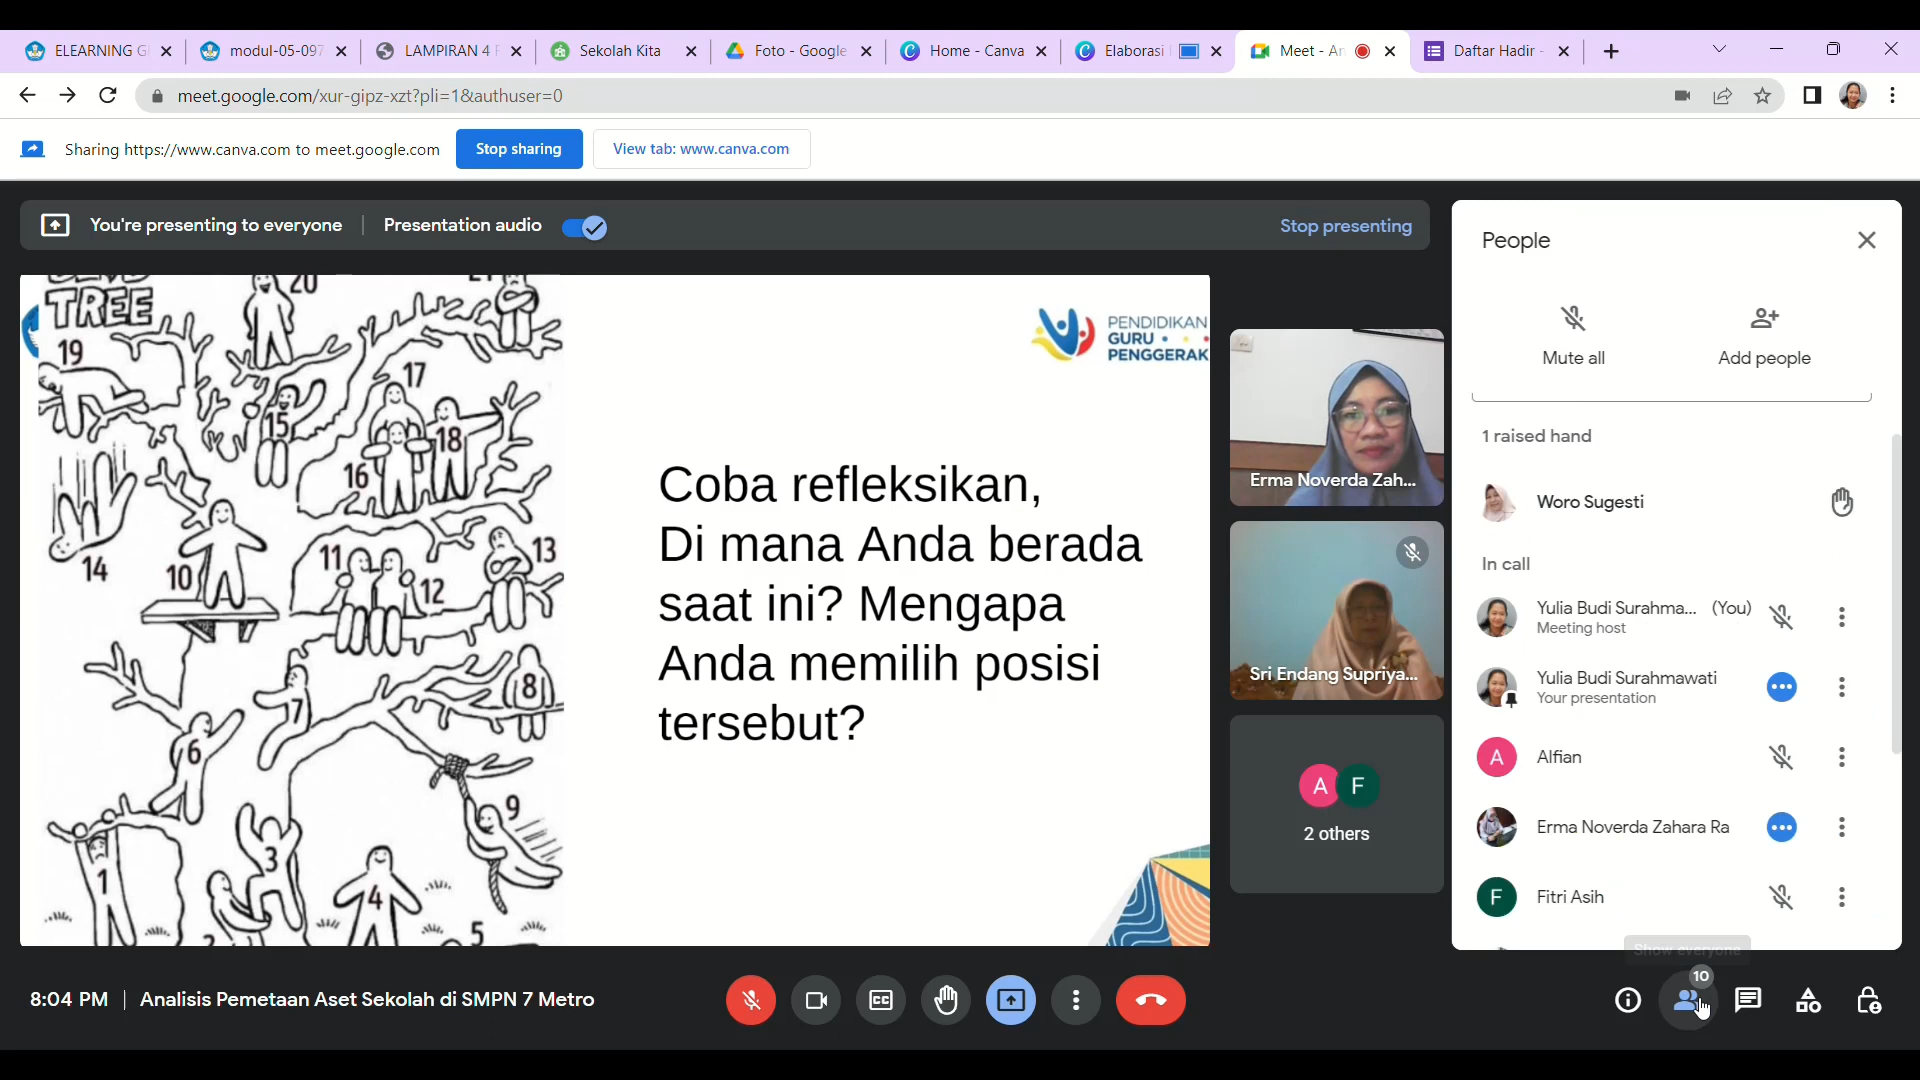 ELEARNING G
modul-05-097
LAMPIRAN 4
Sekolah Kita
Foto - Google
Home - Canva
Elaborasi
Meet - An
Daftar Hadir -
meet.google.com/xur-gipz-xzt?pli=1&authuser=0
Sharing https://www.canva.com to meet.google.com
Stop sharing
View tab: www.canva.com
You're presenting to everyone
Presentation audio
Stop presenting
TREE
20
19
17
15
18
16
14
10
11
12
13
8
7
6
9
1
3
4
5
PENDIDIKAN
GURU
PENGGERAK
Coba refleksikan,
Di mana Anda berada
saat ini? Mengapa
Anda memilih posisi
tersebut?
Erma Noverda Zah...
Sri Endang Supriya...
A F
2 others
People
Mute all
Add people
1 raised hand
Woro Sugesti
In call
Yulia Budi Surahma... (You)
Meeting host
Yulia Budi Surahmawati
Your presentation
A
Alfian
Erma Noverda Zahara Ra
F
Fitri Asih
Show everyone
10
8:04 PM
Analisis Pemetaan Aset Sekolah di SMPN 7 Metro